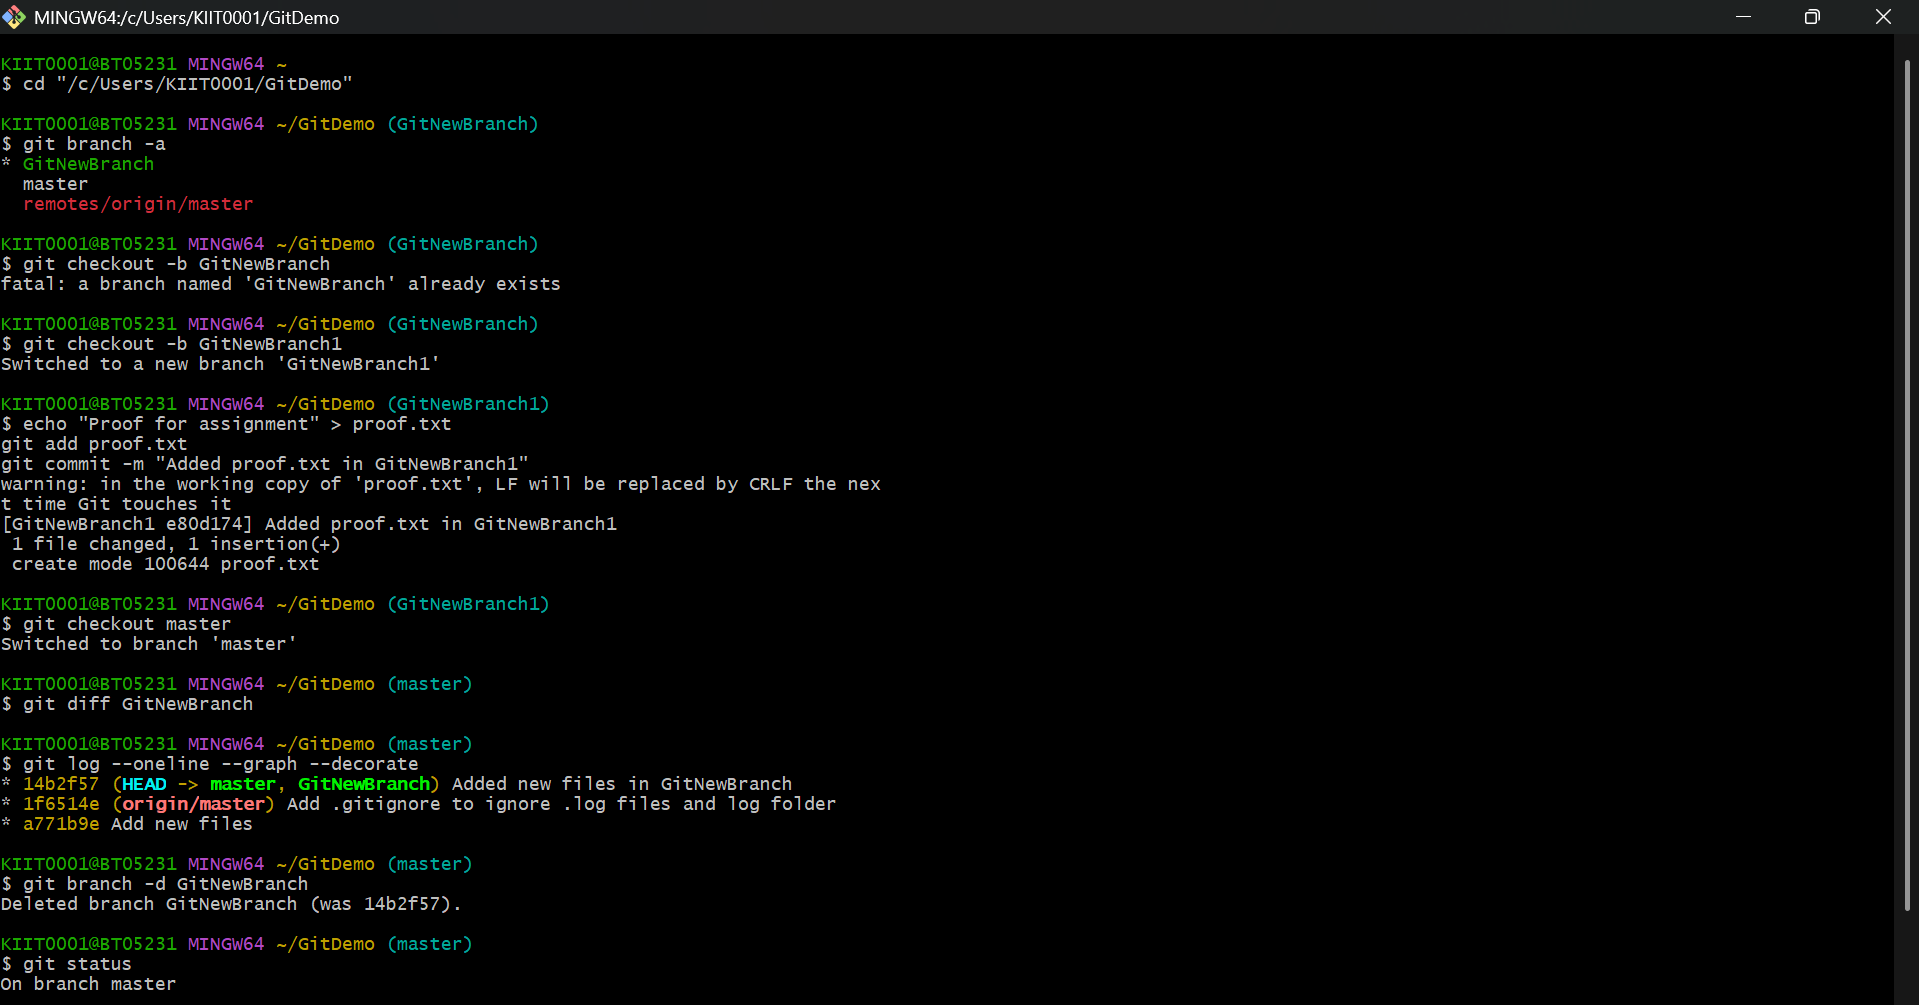 MINGW64:/c/Users/KIIT0001/GitDemo
KIIT0001@BT05231 MINGW64 ~
$ cd "/c/Users/KIIT0001/GitDemo"
KIIT0001@BT05231 MINGW64 ~/GitDemo (GitNewBranch)
$ git branch -a
* GitNewBranch
  master
  remotes/origin/master
KIIT0001@BT05231 MINGW64 ~/GitDemo (GitNewBranch)
$ git checkout -b GitNewBranch
fatal: a branch named 'GitNewBranch' already exists
KIIT0001@BT05231 MINGW64 ~/GitDemo (GitNewBranch)
$ git checkout -b GitNewBranch1
Switched to a new branch 'GitNewBranch1'
KIIT0001@BT05231 MINGW64 ~/GitDemo (GitNewBranch1)
$ echo "Proof for assignment" > proof.txt
git add proof.txt
git commit -m "Added proof.txt in GitNewBranch1"
warning: in the working copy of 'proof.txt', LF will be replaced by CRLF the nex
t time Git touches it
[GitNewBranch1 e80d174] Added proof.txt in GitNewBranch1
 1 file changed, 1 insertion(+)
 create mode 100644 proof.txt
KIIT0001@BT05231 MINGW64 ~/GitDemo (GitNewBranch1)
$ git checkout master
Switched to branch 'master'
KIIT0001@BT05231 MINGW64 ~/GitDemo (master)
$ git diff GitNewBranch
KIIT0001@BT05231 MINGW64 ~/GitDemo (master)
$ git log --oneline --graph --decorate
* 14b2f57 (HEAD -> master, GitNewBranch) Added new files in GitNewBranch
* 1f6514e (origin/master) Add .gitignore to ignore .log files and log folder
* a771b9e Add new files
KIIT0001@BT05231 MINGW64 ~/GitDemo (master)
$ git branch -d GitNewBranch
Deleted branch GitNewBranch (was 14b2f57).
KIIT0001@BT05231 MINGW64 ~/GitDemo (master)
$ git status
On branch master